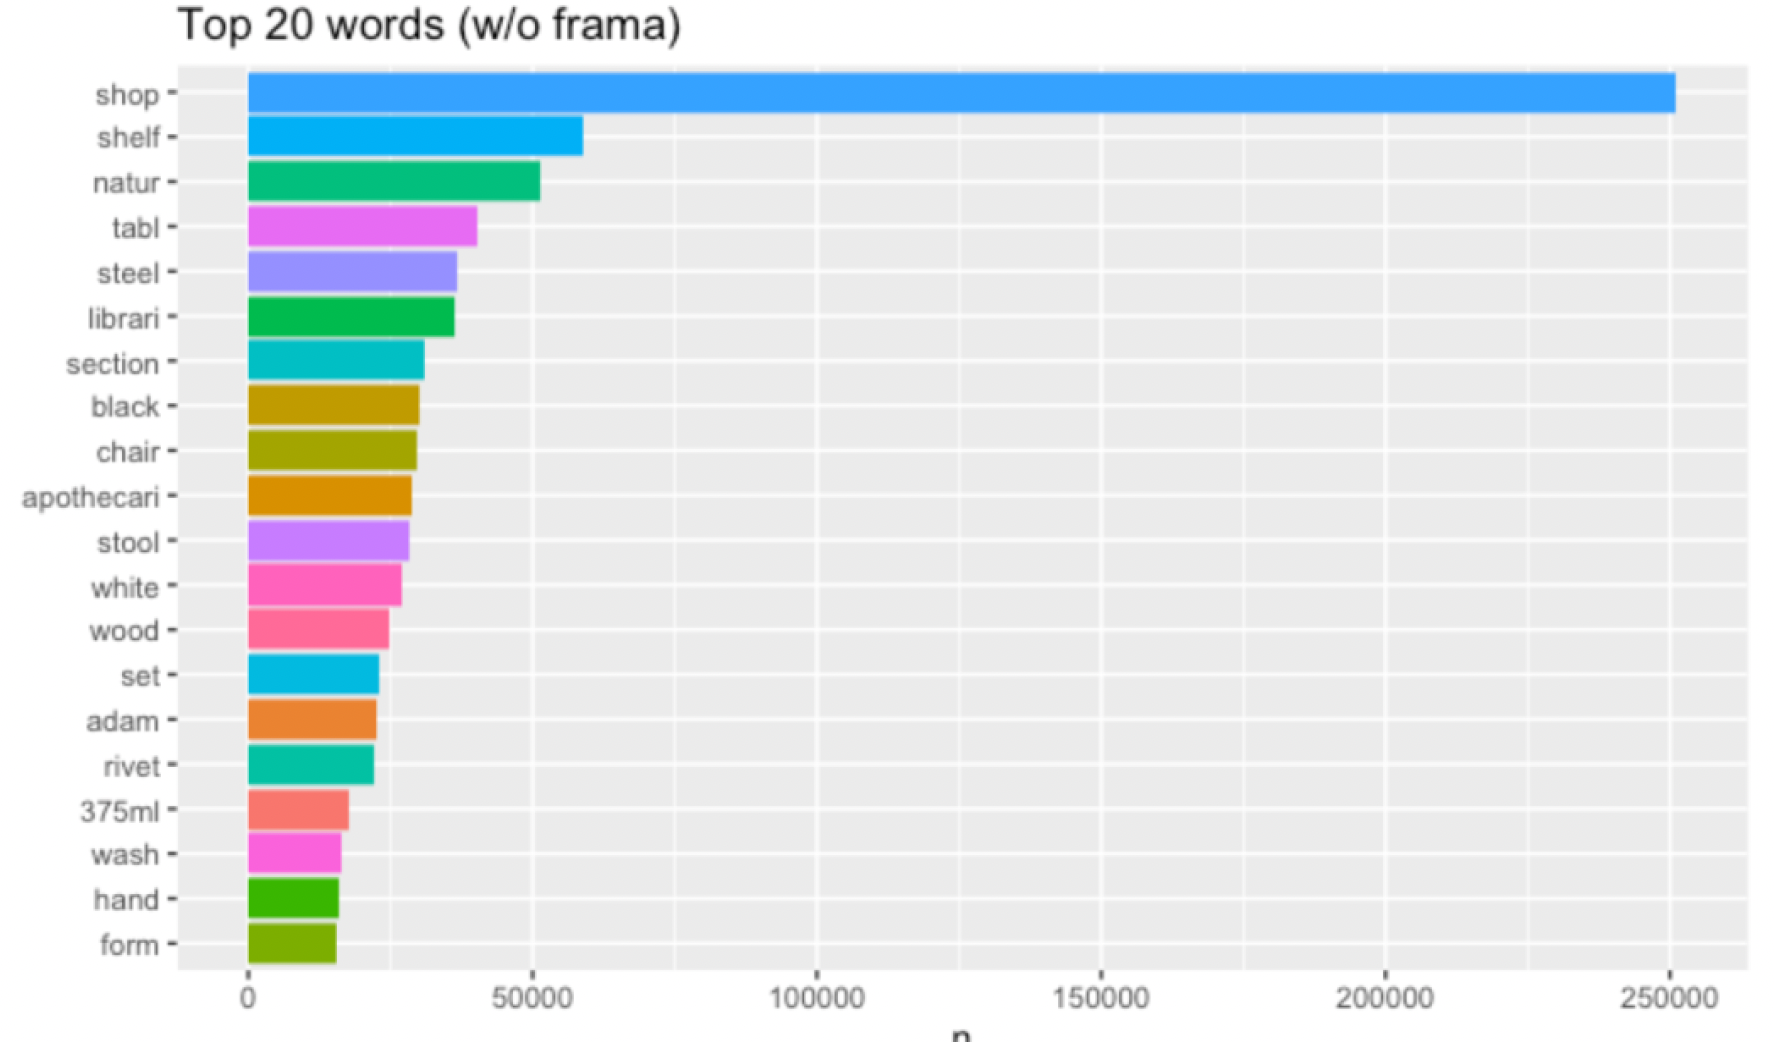 Top 20 words (w/o frama)
shop
shelf
natur
tabl
steel
librari
section
black
chair
apothecari
stool
white
wood
set
adam
rivet
375ml
wash
hand
form
0 50000 100000 150000 200000 250000
n